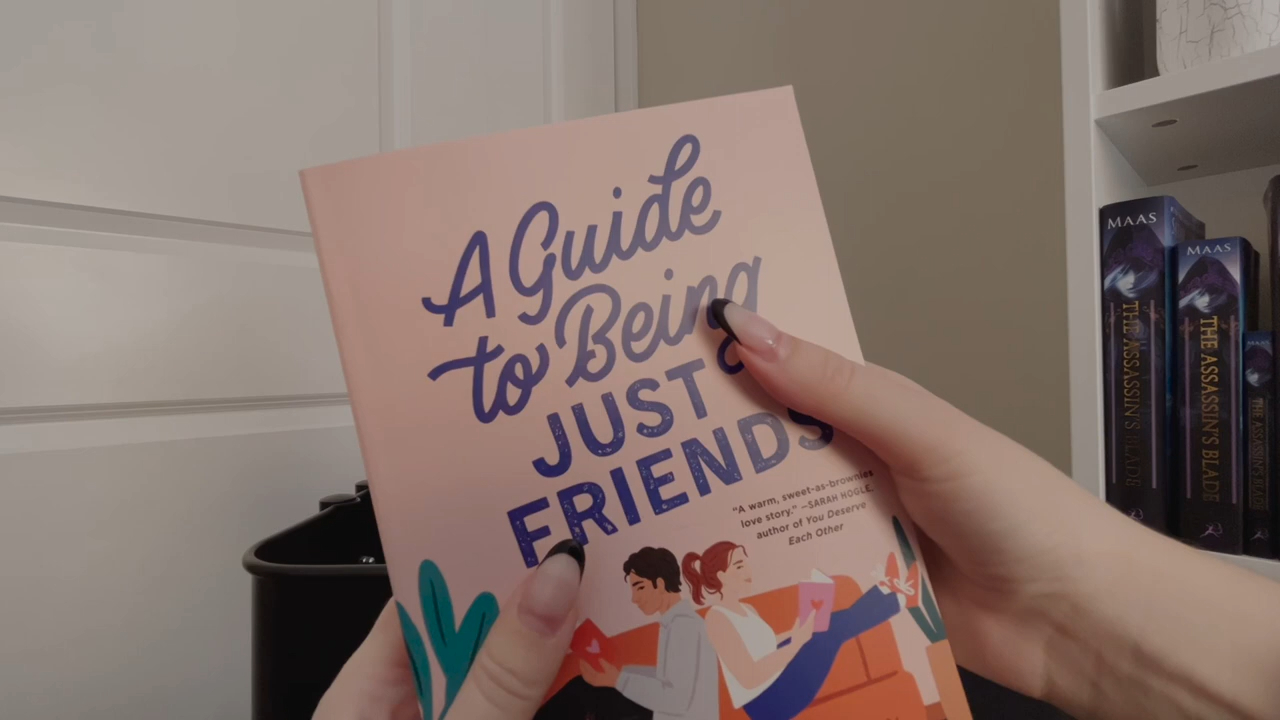 A Guide
to Being
JUST
FRIENDS
"A warm, sweet-as-brownies
love story." —SARAH HOGLE,
author of You Deserve
Each Other
MAAS
THE ASSASSIN'S BLADE
MAAS
THE ASSASSIN'S BLADE
MAAS
THE ASSASSIN'S BLADE